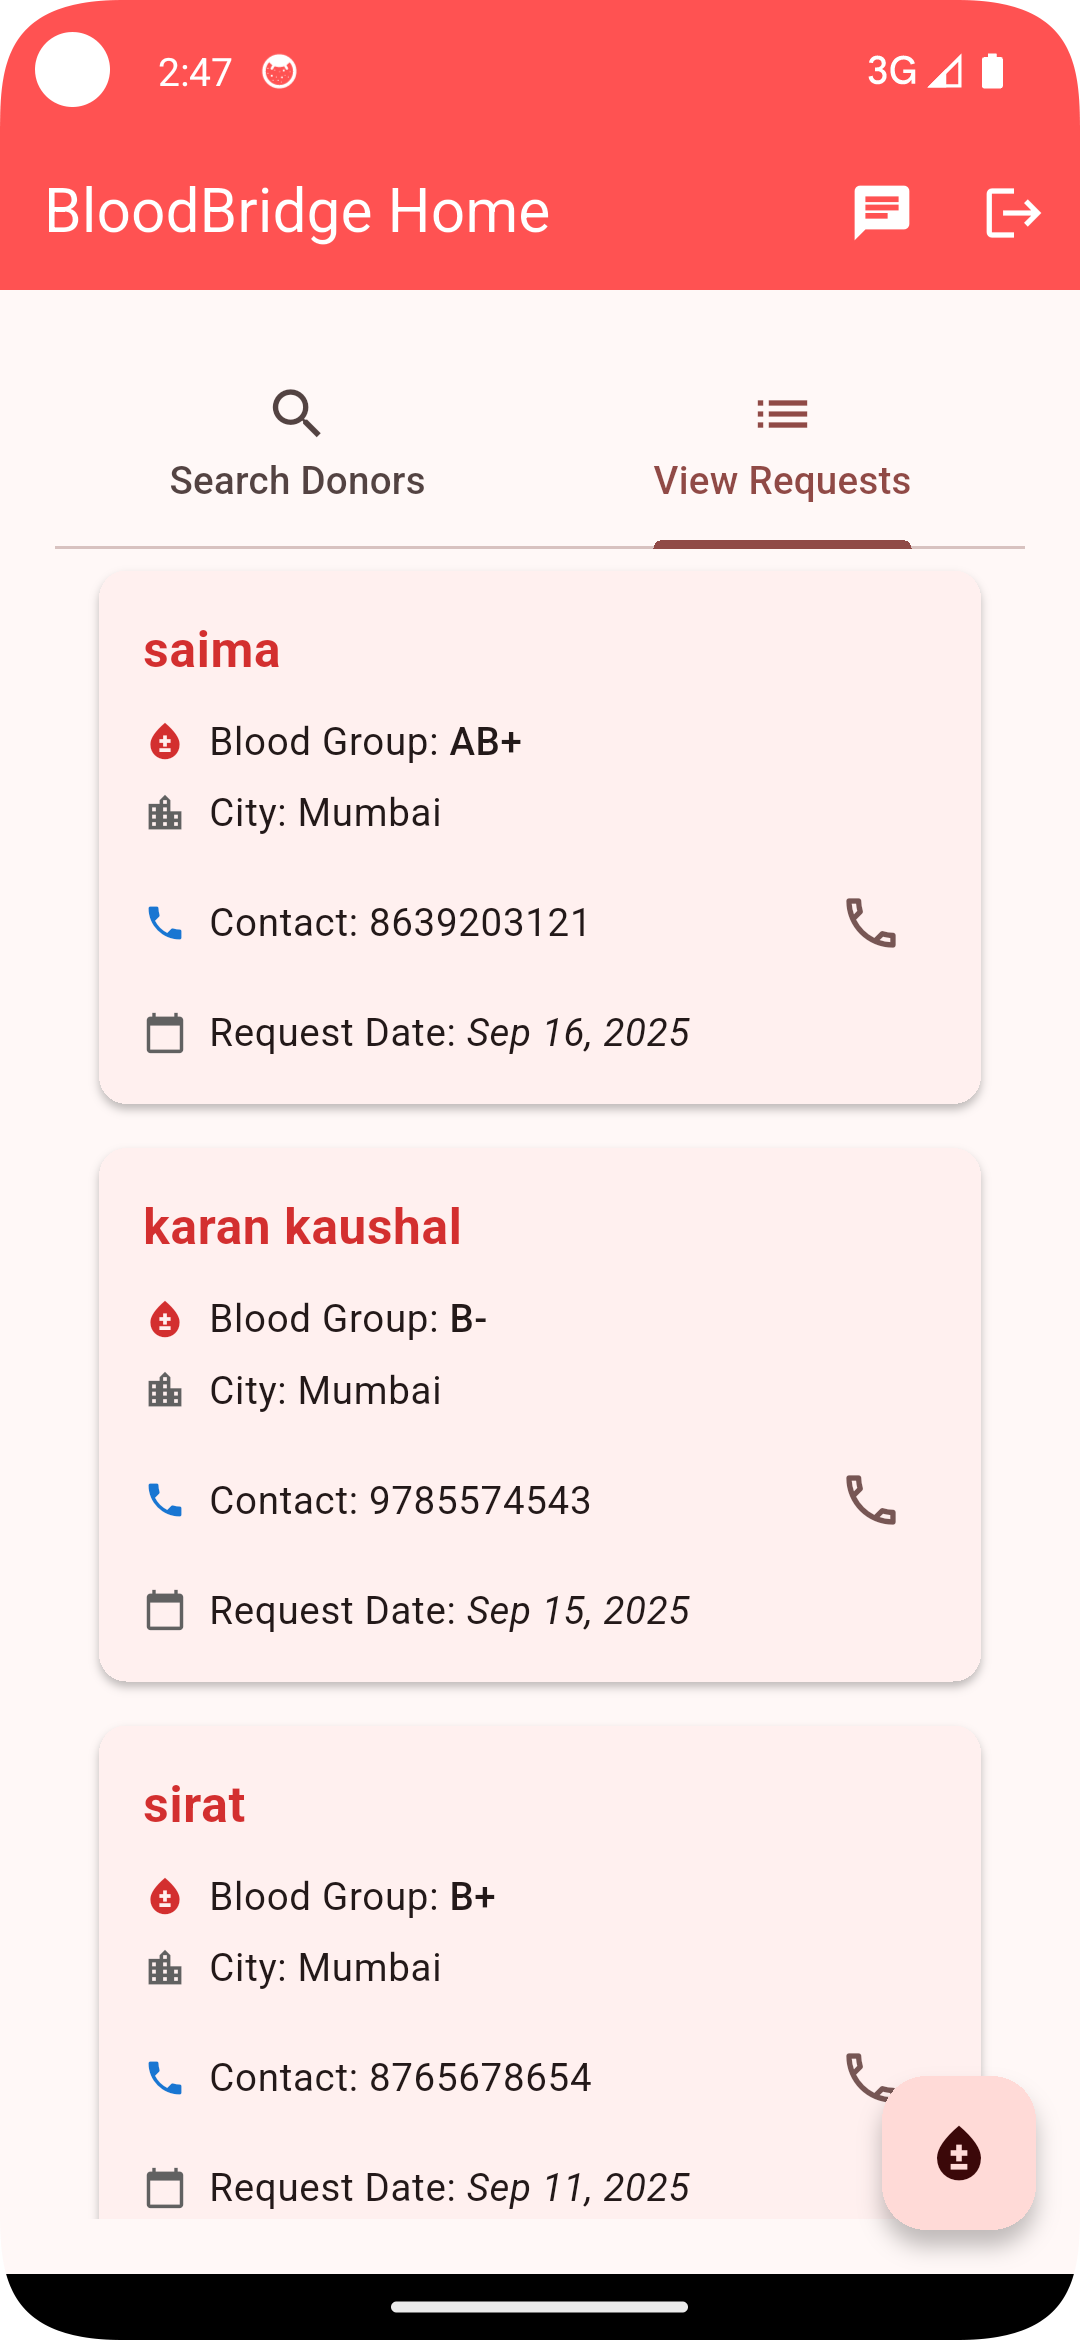 2:47
3G
BloodBridge Home
Search Donors
View Requests
saima
Blood Group: AB+
City: Mumbai
Contact: 8639203121
Request Date: Sep 16, 2025
karan kaushal
Blood Group: B-
City: Mumbai
Contact: 9785574543
Request Date: Sep 15, 2025
sirat
Blood Group: B+
City: Mumbai
Contact: 8765678654
Request Date: Sep 11, 2025